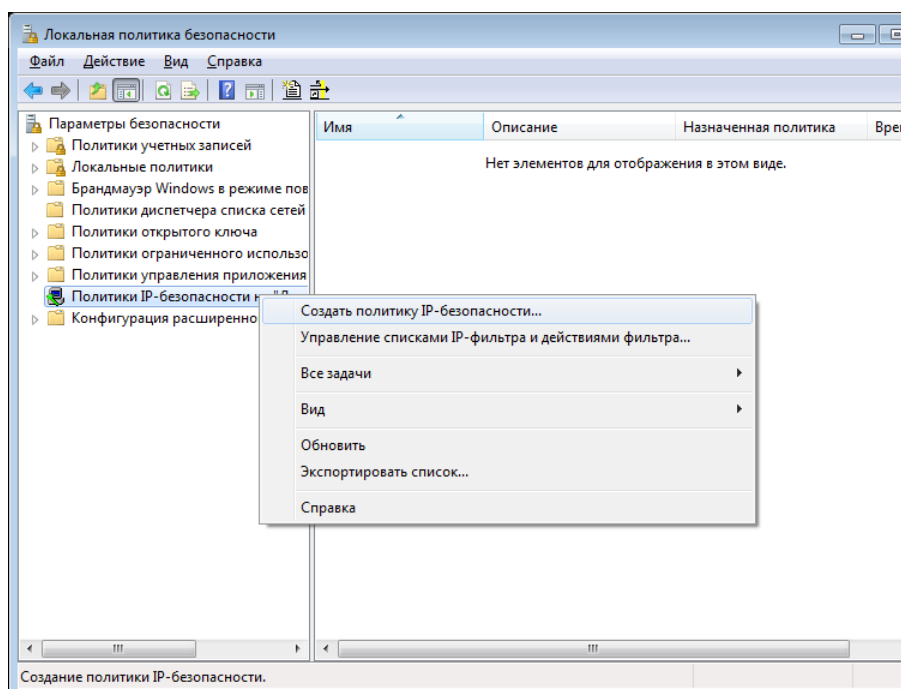 Локальная политика безопасности
Файл Действие Вид Справка
Параметры безопасности
Политики учетных записей
Локальные политики
Брандмауэр Windows в режиме пов
Политики диспетчера списка сетей
Политики открытого ключа
Политики ограниченного использо
Политики управления приложения
Политики IP-безопасности на "Л
Конфигурация расширенно
Имя Описание Назначенная политика Вре
Нет элементов для отображения в этом виде.
Создать политику IP-безопасности...
Управление списками IP-фильтра и действиями фильтра...
Все задачи
Вид
Обновить
Экспортировать список...
Справка
Создание политики IP-безопасности.